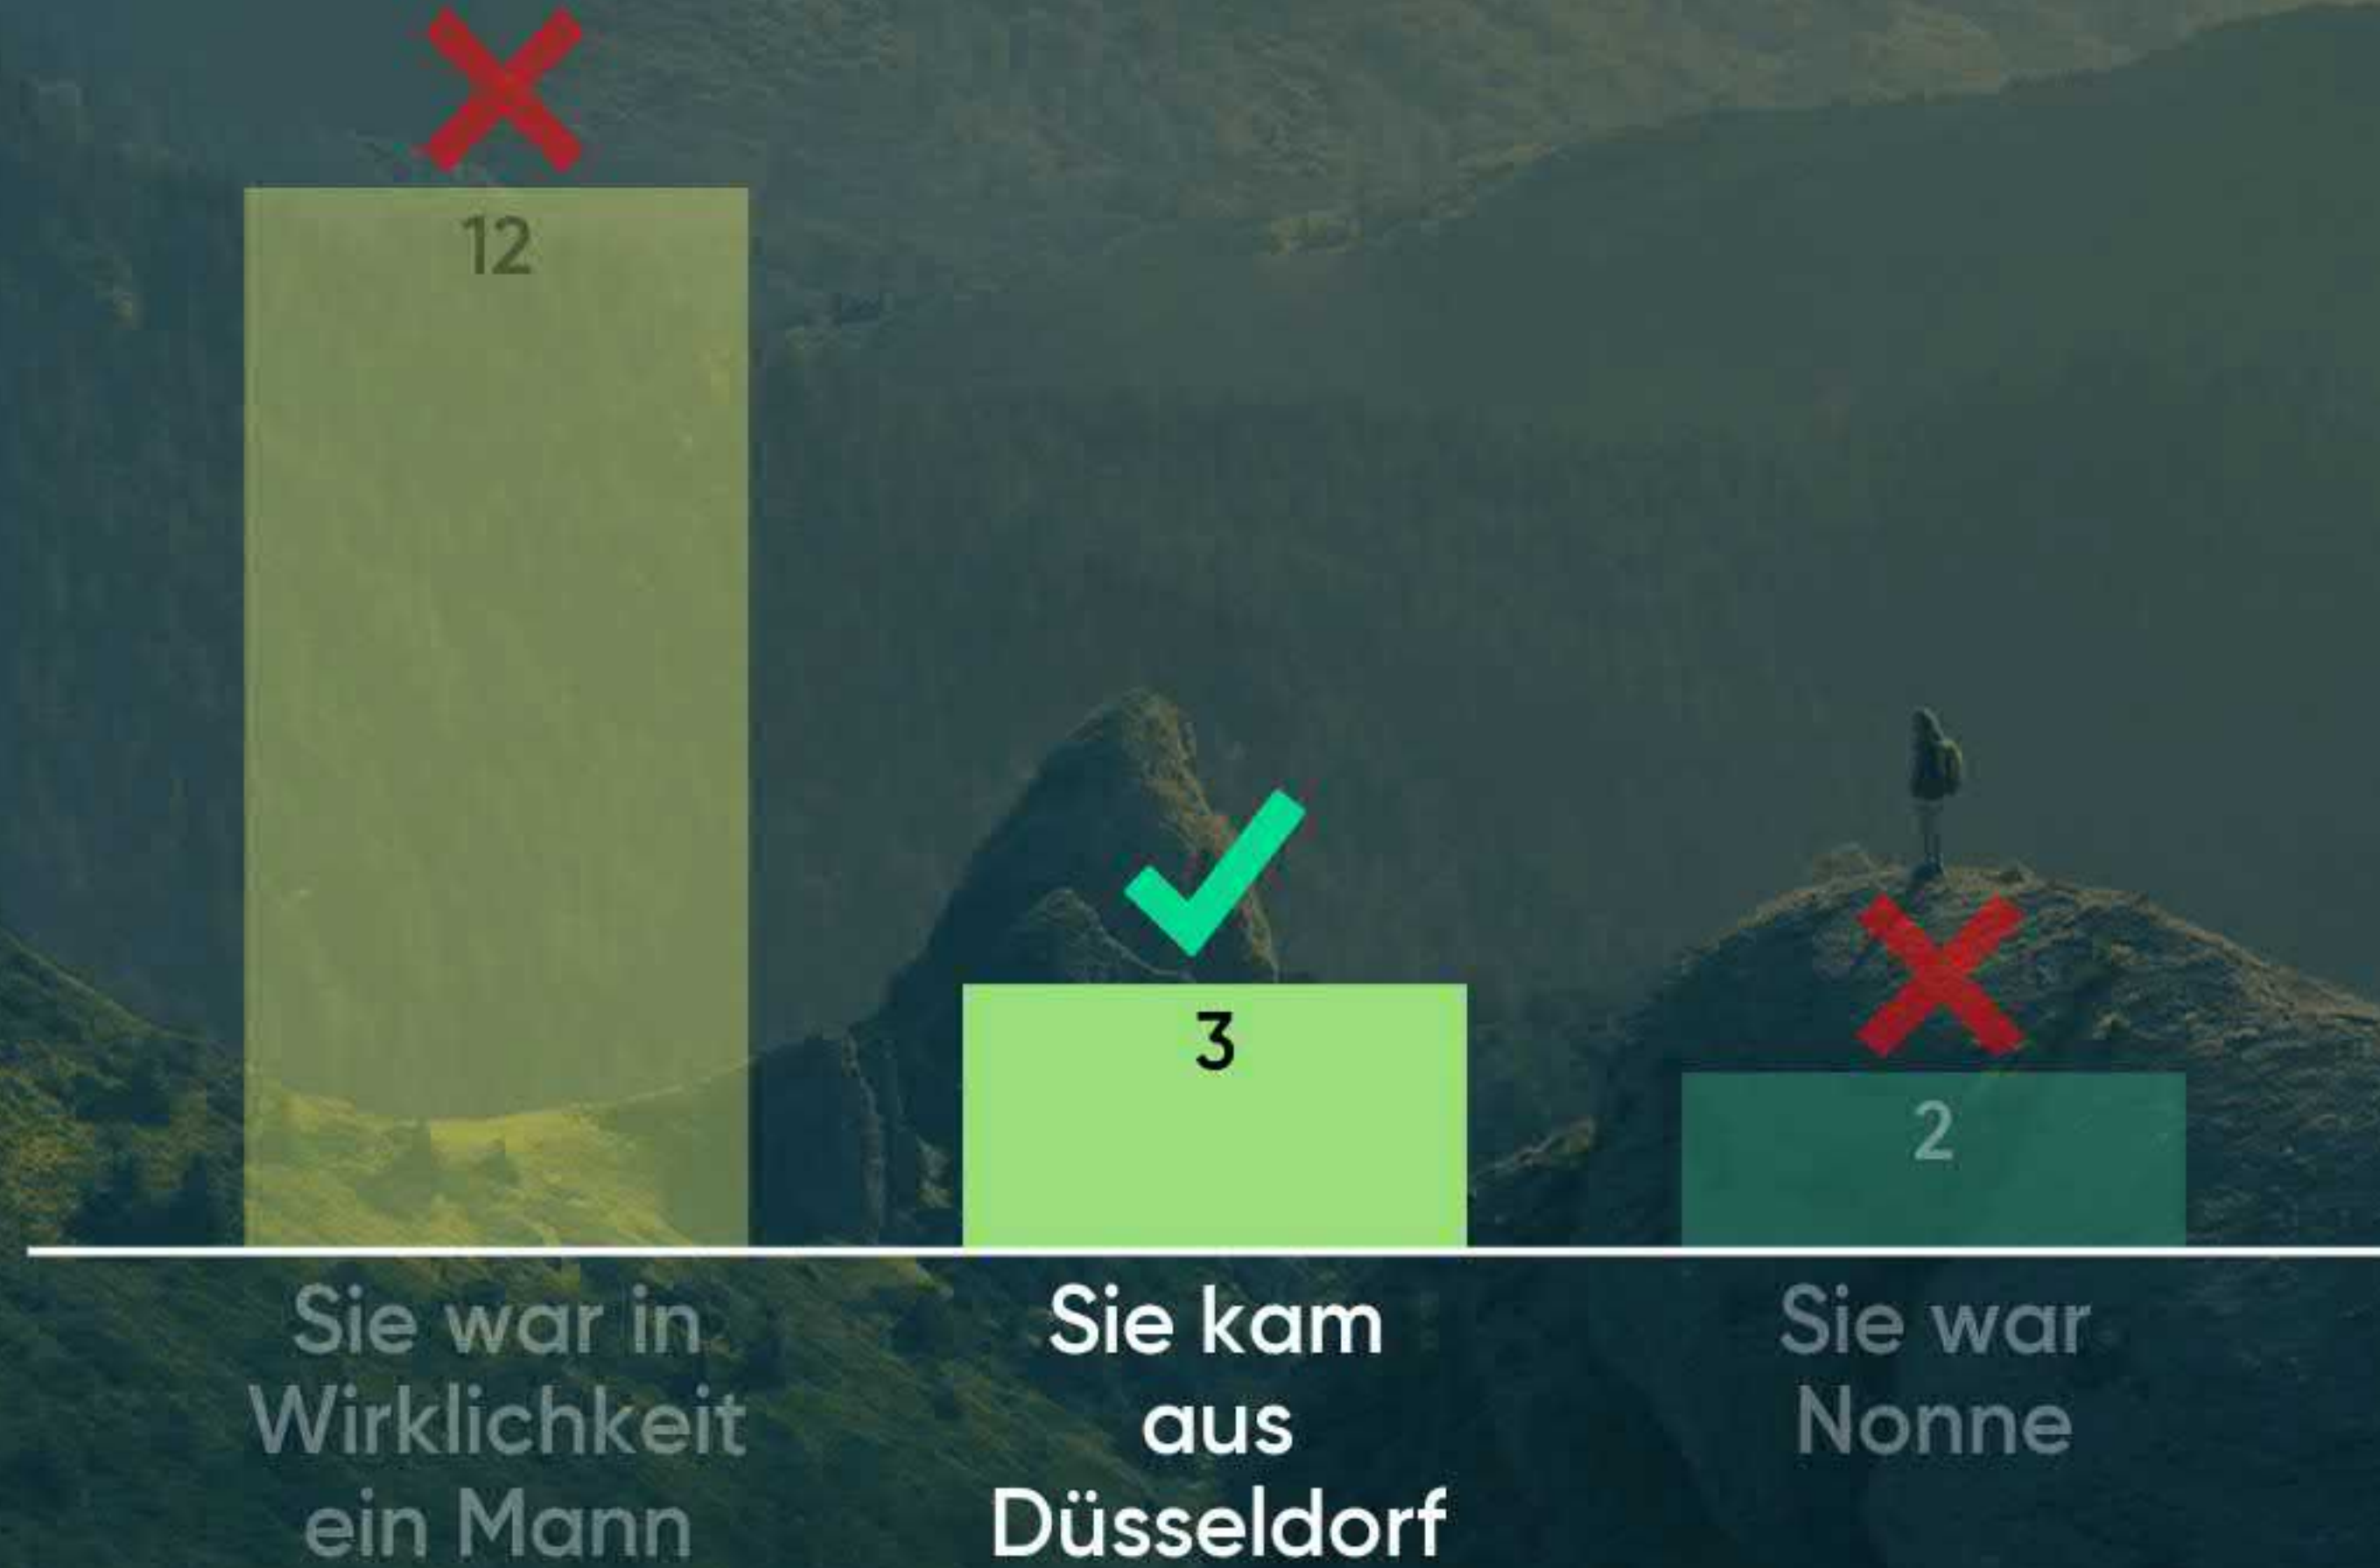 12
3
2
Sie war in
Wirklichkeit
ein Mann
Sie kam
aus
Düsseldorf
Sie war
Nonne